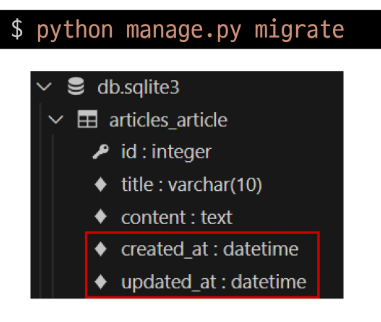 $ python manage.py migrate
db.sqlite3
articles_article
id : integer
title : varchar(10)
content : text
created_at : datetime
updated_at : datetime